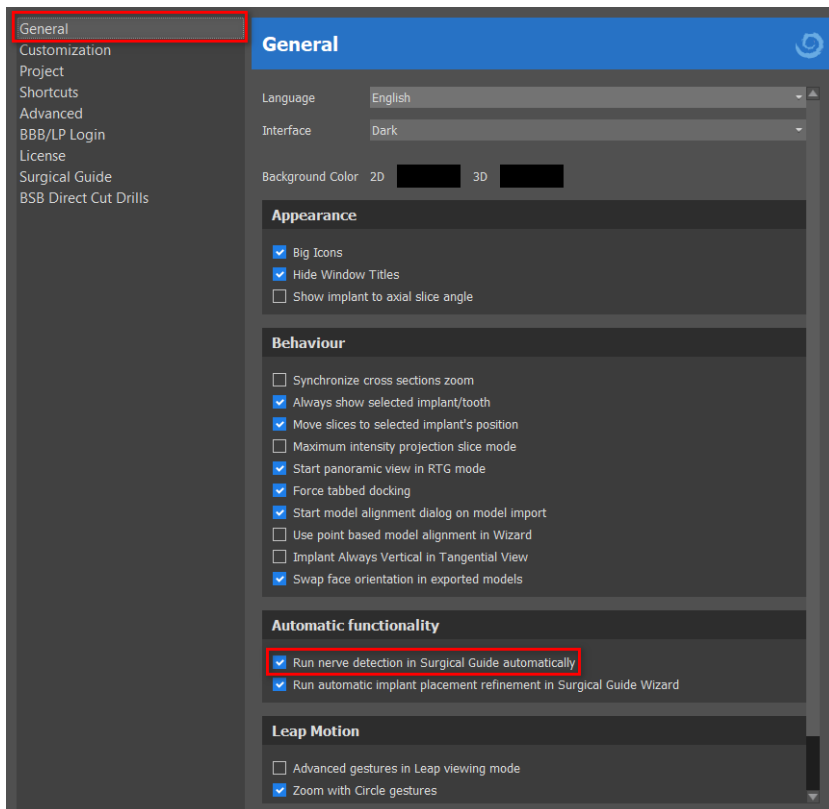 General
Customization
Project
Shortcuts
Advanced
BBB/LP Login
License
Surgical Guide
BSB Direct Cut Drills
General
Language English
Interface Dark
Background Color 2D 3D
Appearance
Big Icons
Hide Window Titles
Show implant to axial slice angle
Behaviour
Synchronize cross sections zoom
Always show selected implant/tooth
Move slices to selected implant's position
Maximum intensity projection slice mode
Start panoramic view in RTG mode
Force tabbed docking
Start model alignment dialog on model import
Use point based model alignment in Wizard
Implant Always Vertical in Tangential View
Swap face orientation in exported models
Automatic functionality
Run nerve detection in Surgical Guide automatically
Run automatic implant placement refinement in Surgical Guide Wizard
Leap Motion
Advanced gestures in Leap viewing mode
Zoom with Circle gestures